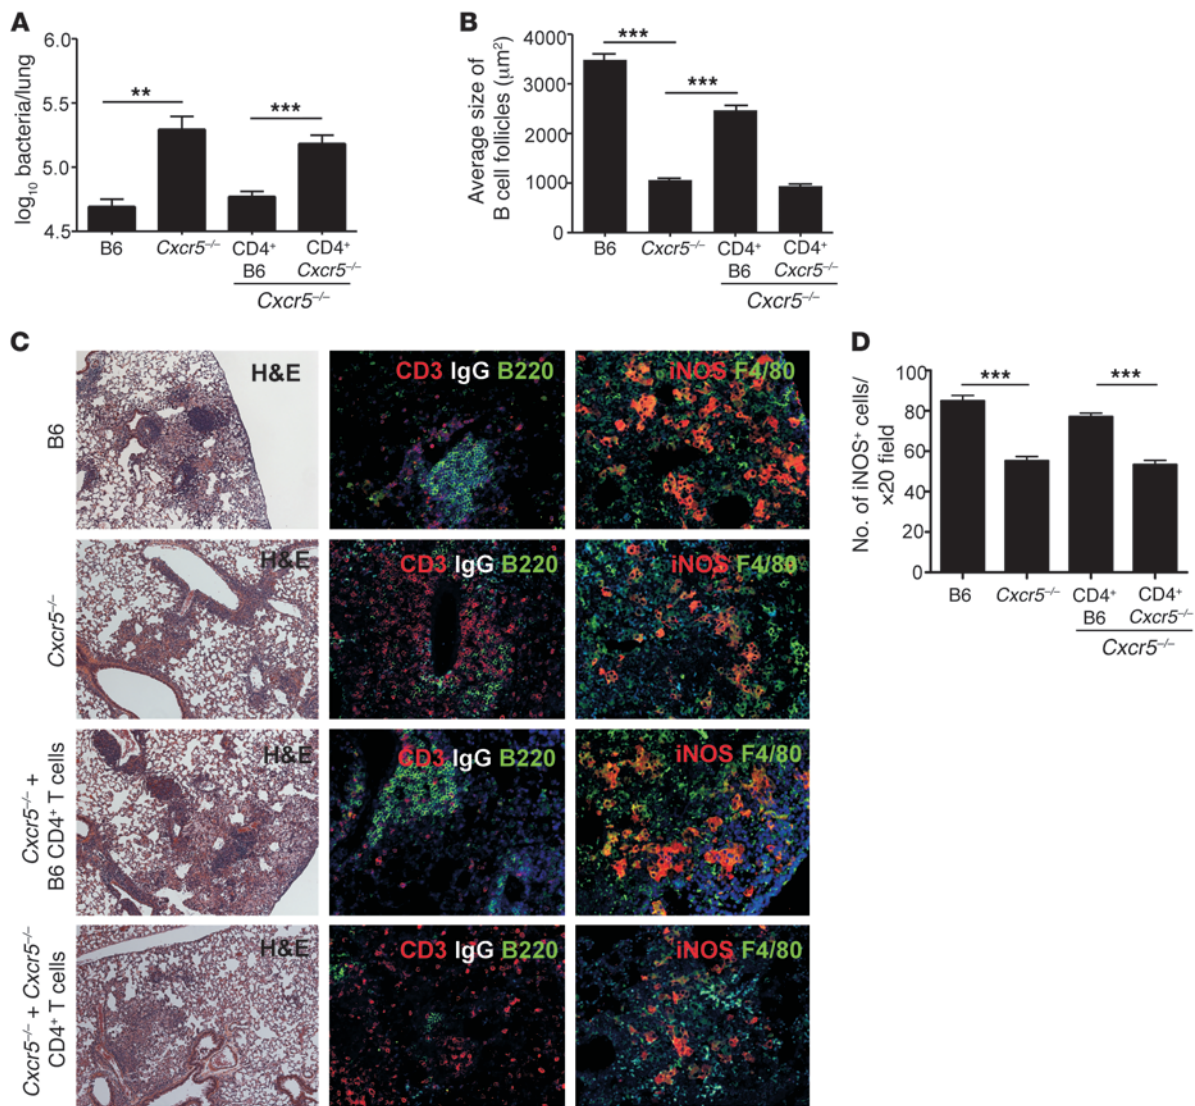 A
log₁₀ bacteria/lung
6.0
5.5
5.0
4.5
**
***
B6
Cxcr5⁻/⁻
CD4⁺
B6
CD4⁺
Cxcr5⁻/⁻
Cxcr5⁻/⁻
B
Average size of
B cell follicles (μm²)
4000
3000
2000
1000
0
***
***
B6
Cxcr5⁻/⁻
CD4⁺
B6
CD4⁺
Cxcr5⁻/⁻
Cxcr5⁻/⁻
C
B6
H&E
CD3 IgG B220
iNOS F4/80
Cxcr5⁻/⁻
H&E
CD3 IgG B220
iNOS F4/80
Cxcr5⁻/⁻ +
B6 CD4⁺ T cells
H&E
CD3 IgG B220
iNOS F4/80
Cxcr5⁻/⁻ + Cxcr5⁻/⁻
CD4⁺ T cells
H&E
CD3 IgG B220
iNOS F4/80
D
No. of iNOS⁺ cells/
×20 field
100
80
60
40
20
0
***
***
B6
Cxcr5⁻/⁻
CD4⁺
B6
CD4⁺
Cxcr5⁻/⁻
Cxcr5⁻/⁻